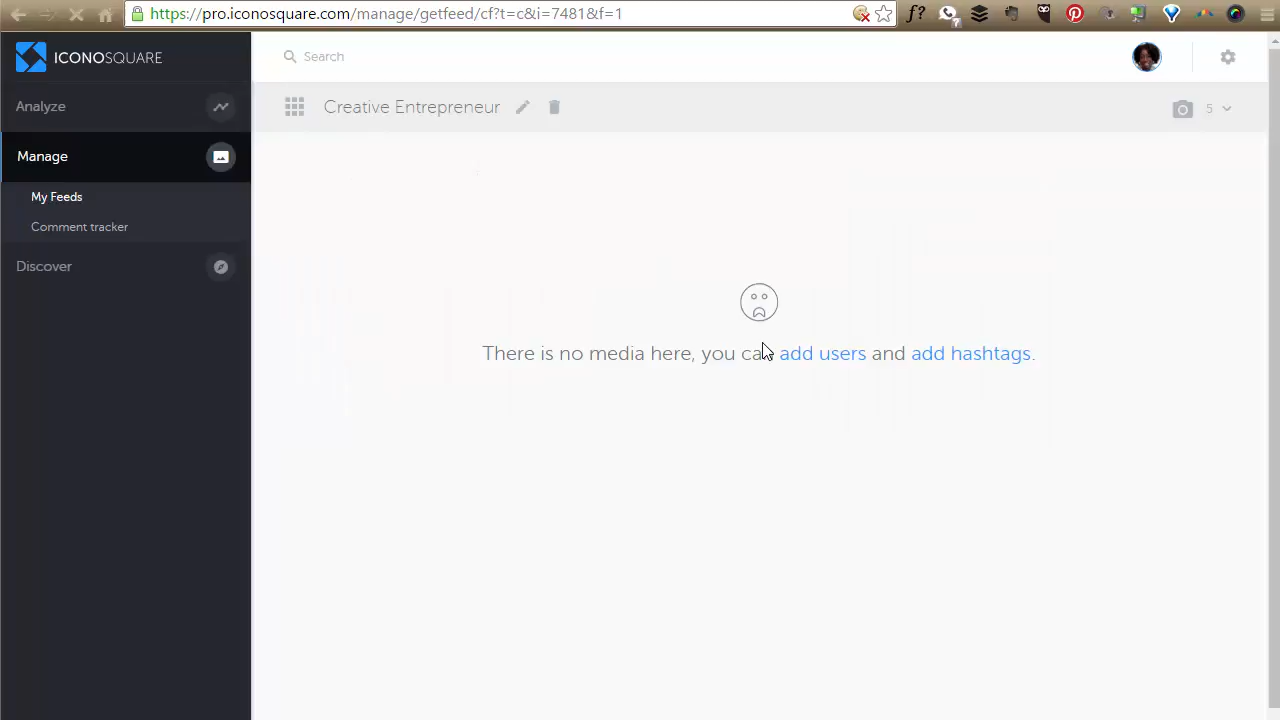 https://pro.iconosquare.com/manage/getfeed/cf?t=c&i=7481&f=1
f?
7
ICONOSQUARE
Search
Analyze
Creative Entrepreneur
5
Manage
My Feeds
Comment tracker
Discover
There is no media here, you can add users and add hashtags.